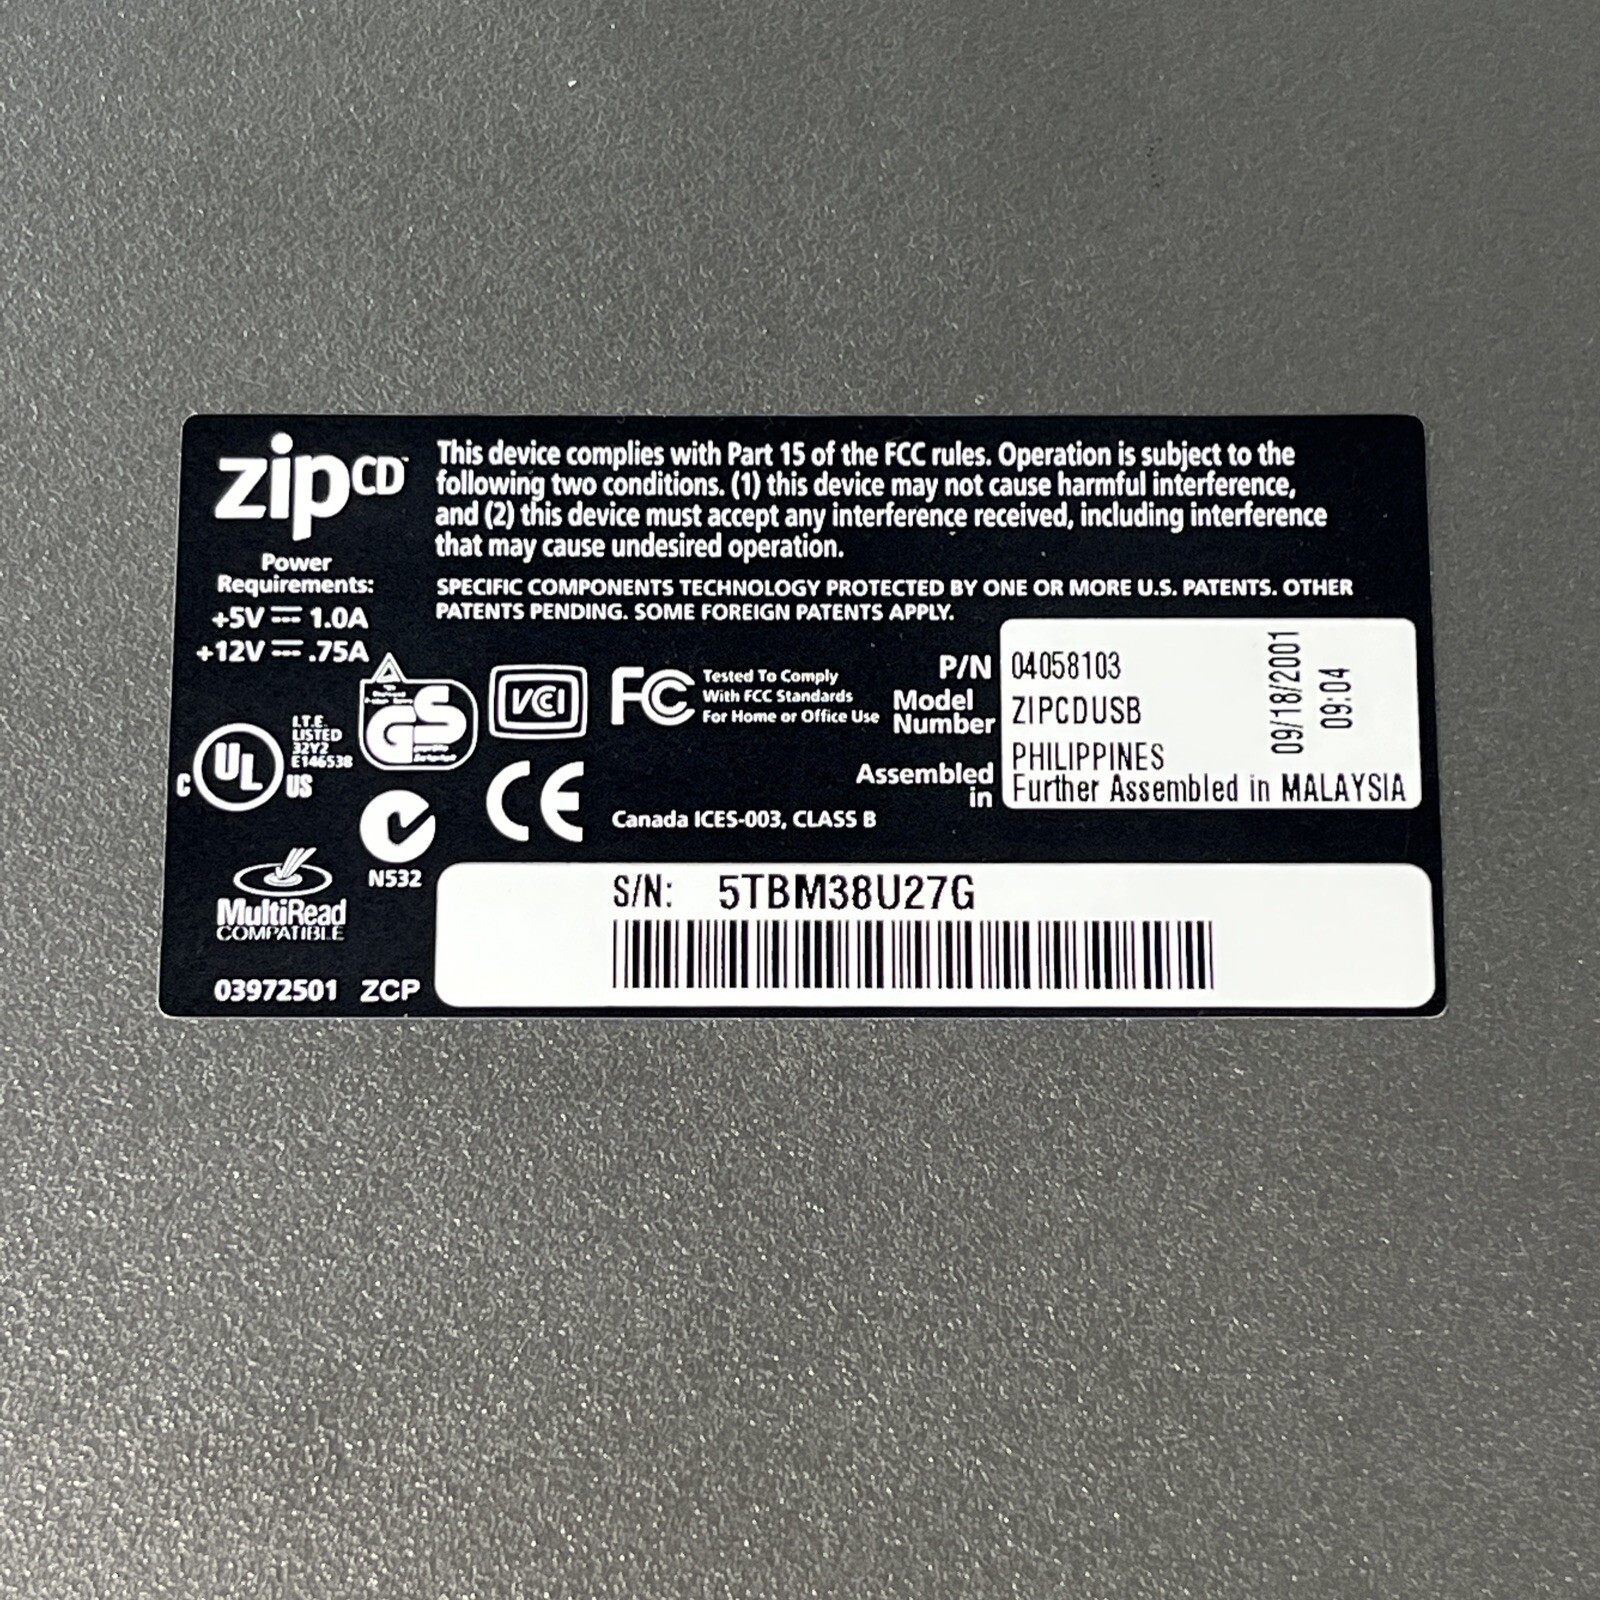 zipCD™
This device complies with Part 15 of the FCC rules. Operation is subject to the
following two conditions. (1) this device may not cause harmful interference,
and (2) this device must accept any interference received, including interference
that may cause undesired operation.
SPECIFIC COMPONENTS TECHNOLOGY PROTECTED BY ONE OR MORE U.S. PATENTS. OTHER
PATENTS PENDING. SOME FOREIGN PATENTS APPLY.
Power
Requirements:
+5V ⎓ 1.0A
+12V ⎓ .75A
C UL US
I.T.E.
LISTED
32Y2
E146538
GS
VCI
FC Tested To Comply
With FCC Standards
For Home or Office Use
P/N 04058103
Model
Number ZIPCDUSB
Assembled
in
PHILIPPINES
Further Assembled in MALAYSIA
09/18/2001
09:04
CE
Canada ICES-003, CLASS B
N532
MultiRead
COMPATIBLE
03972501 ZCP
S/N: 5TBM38U27G